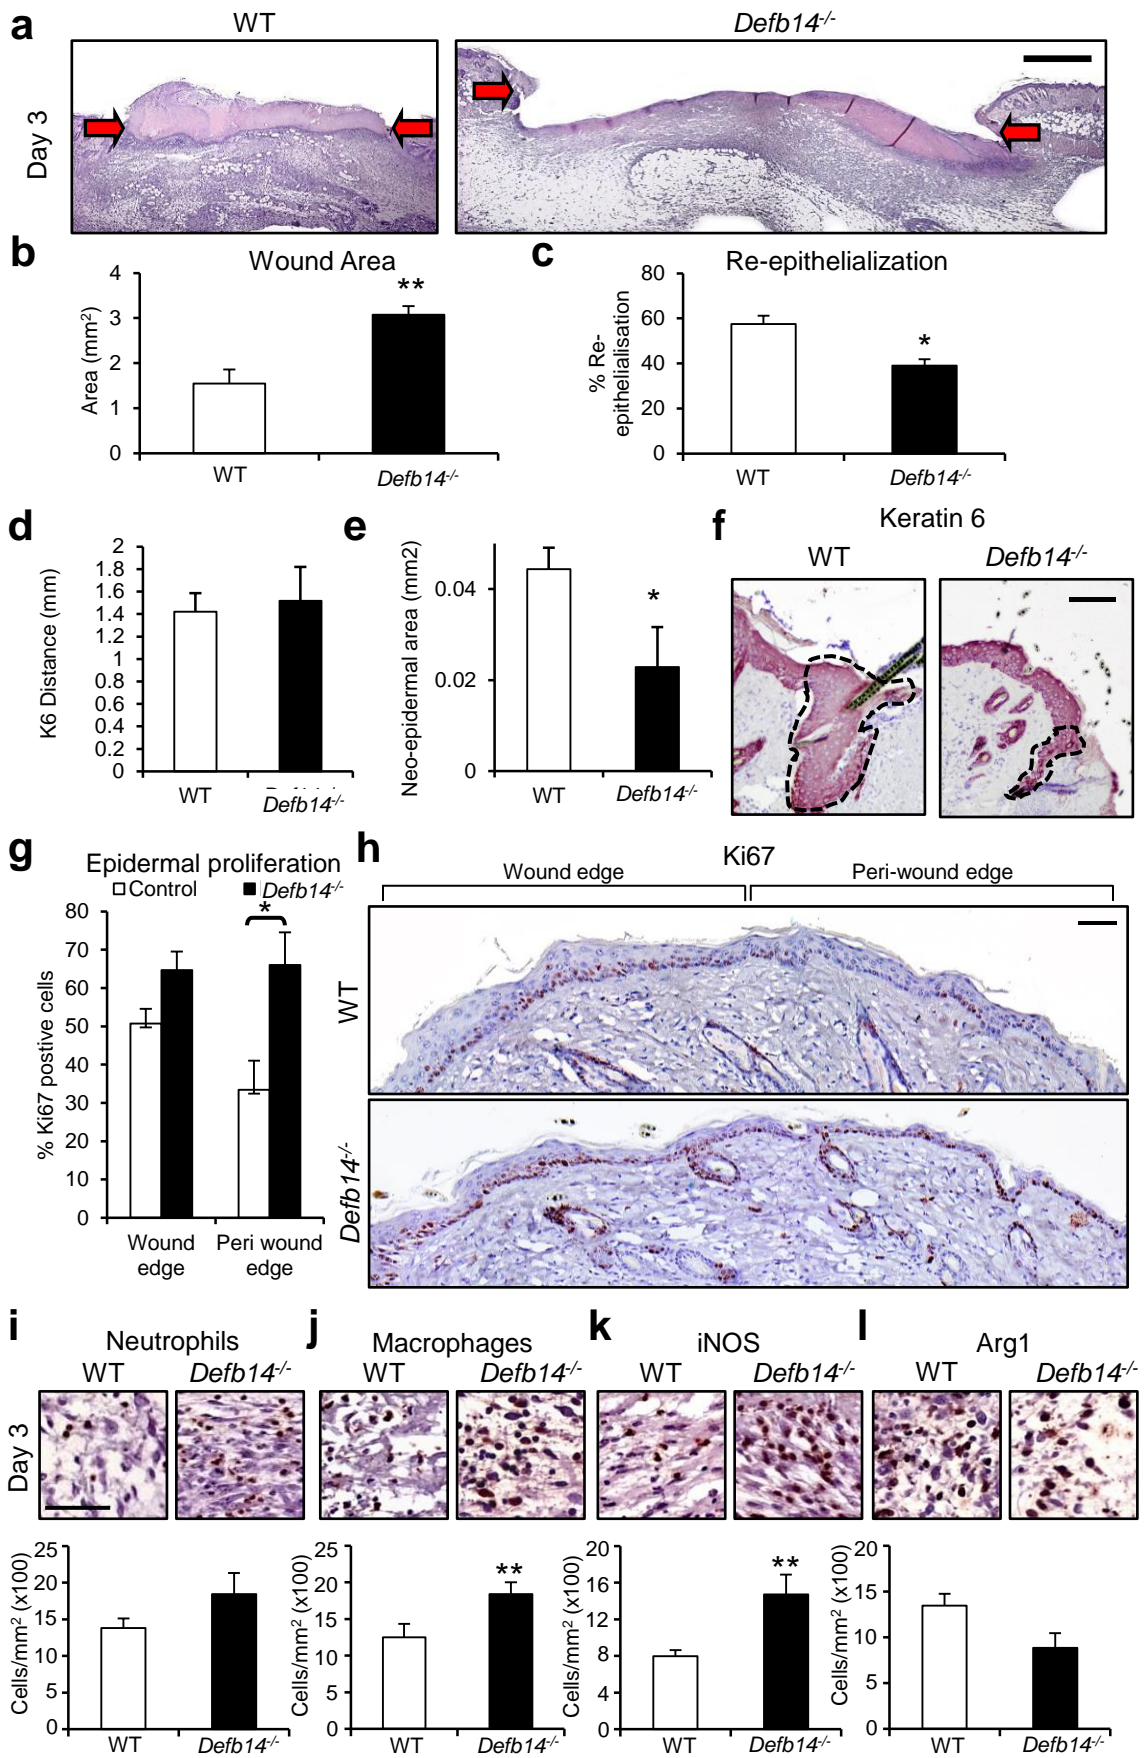 a
WT
Defb14-/-
Day 3
b
Wound Area
Area (mm2)
4
3
2
1
0
**
WT
Defb14-/-
c
Re-epithelialization
% Re-
epithelialisation
80
60
40
20
0
*
WT
Defb14-/-
d
K6 Distance (mm)
2
1.8
1.6
1.4
1.2
1
0.8
0.6
0.4
0.2
0
WT
Defb14-/-
e
Neo-epidermal area (mm2)
0.04
0.02
0
*
WT
Defb14-/-
f
Keratin 6
WT
Defb14-/-
g
Epidermal proliferation
Control
Defb14-/-
% Ki67 postive cells
80
70
60
50
40
30
20
10
0
*
Wound
edge
Peri wound
edge
h
Ki67
Wound edge
Peri-wound edge
WT
Defb14-/-
i
Neutrophils
WT
Defb14-/-
Day 3
Cells/mm2 (x100)
25
20
15
10
5
0
WT
Defb14-/-
j
Macrophages
WT
Defb14-/-
Cells/mm2 (x100)
25
20
15
10
5
0
**
WT
Defb14-/-
k
iNOS
WT
Defb14-/-
Cells/mm2 (x100)
20
16
12
8
4
0
**
WT
Defb14-/-
l
Arg1
WT
Defb14-/-
Cells/mm2 (x100)
20
15
10
5
0
WT
Defb14-/-